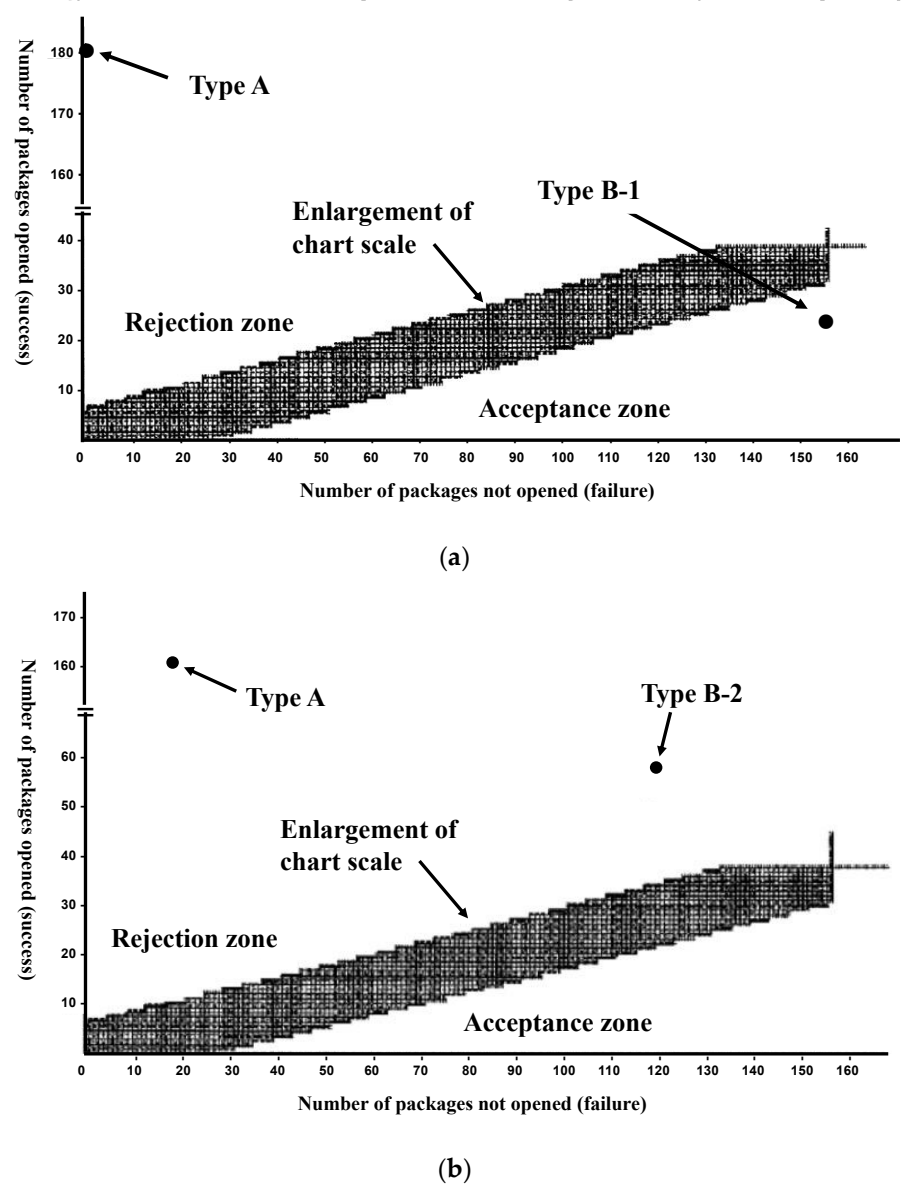 Number of packages opened (success)
180
170
160
40
30
20
10
Type A
Type B-1
Enlargement of
chart scale
Rejection zone
Acceptance zone
0 10 20 30 40 50 60 70 80 90 100 110 120 130 140 150 160
Number of packages not opened (failure)
(a)
Number of packages opened (success)
170
160
60
50
40
30
20
10
Type A
Type B-2
Enlargement of
chart scale
Rejection zone
Acceptance zone
0 10 20 30 40 50 60 70 80 90 100 110 120 130 140 150 160
Number of packages not opened (failure)
(b)